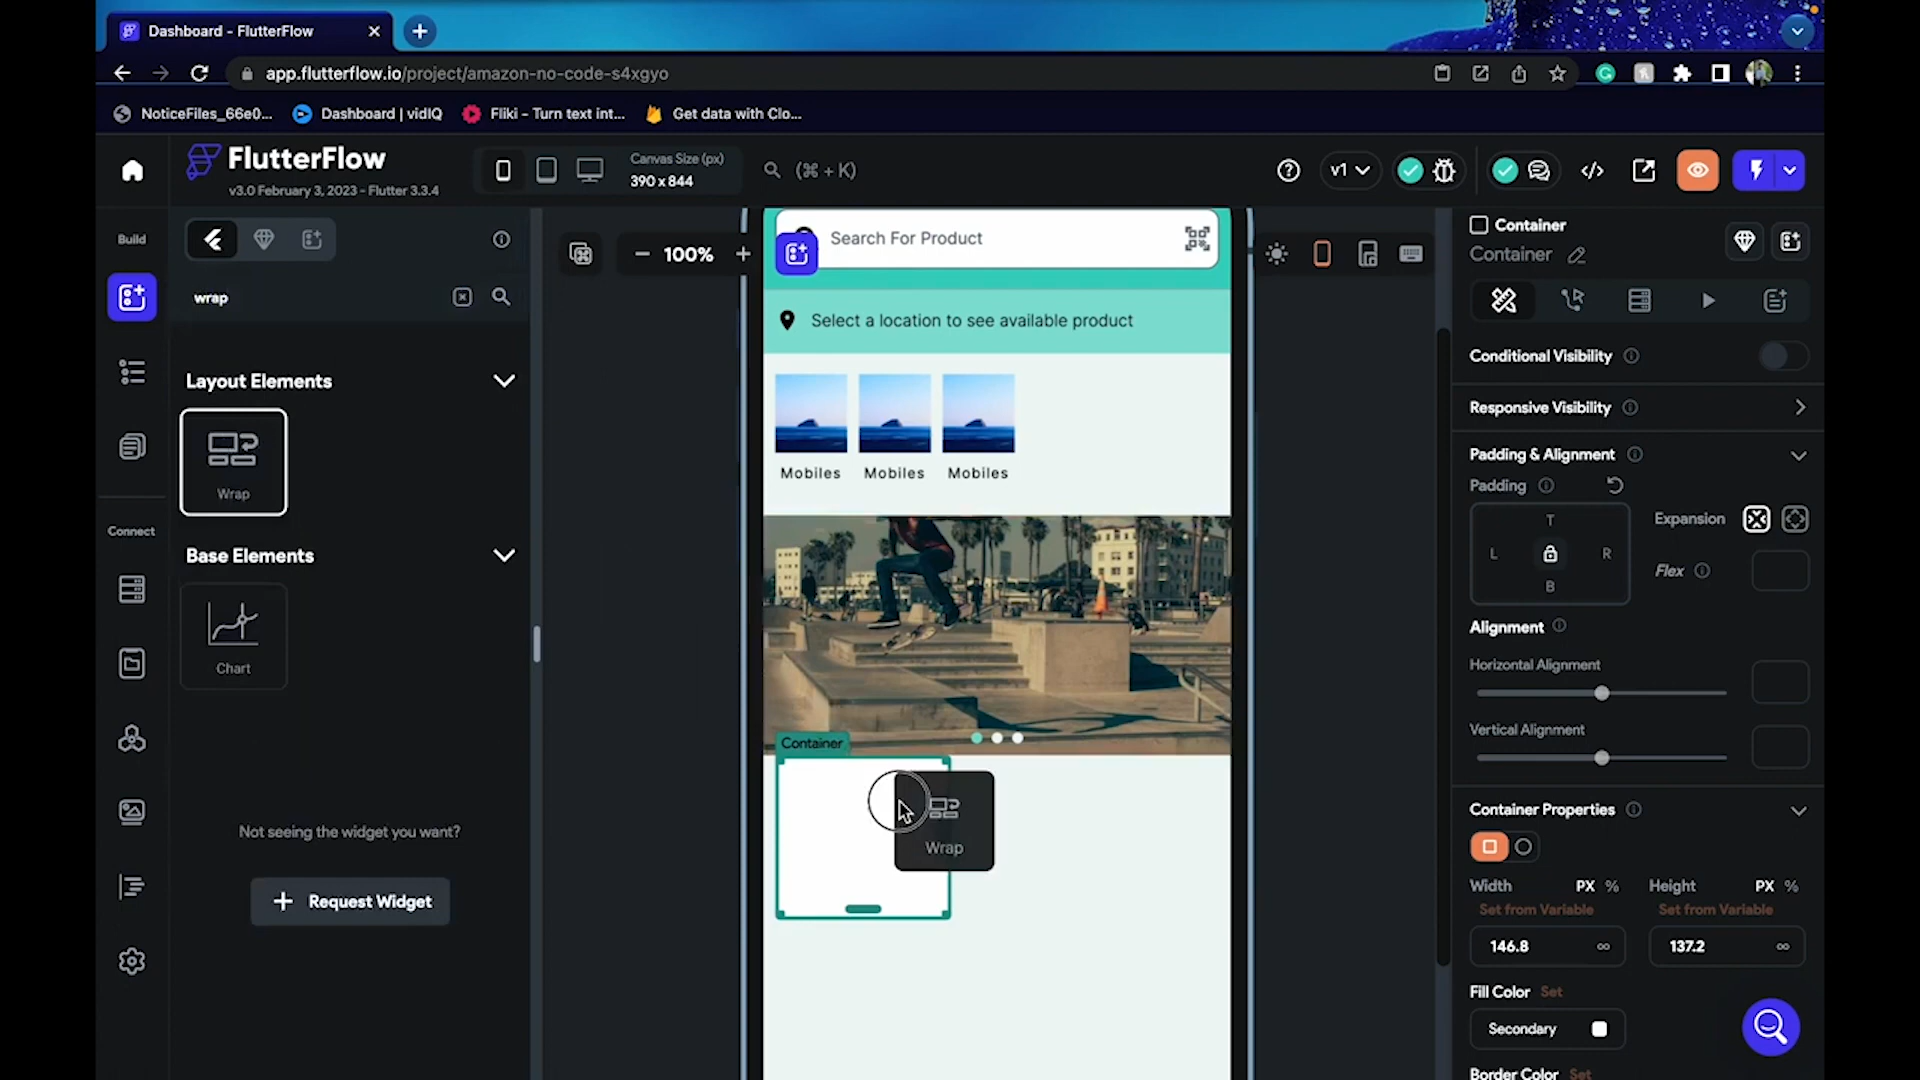 Dashboard - FlutterFlow
app.flutterflow.io/project/amazon-no-code-s4xgyo
NoticeFiles_66e0... Dashboard | vidIQ Fliki - Turn text int... Get data with Clo...
FlutterFlow
v3.0 February 3, 2023 - Flutter 3.3.4
Canvas Size (px)
390 x 844
(⌘ + K)
v1
Build
wrap
100%
Layout Elements
Wrap
Base Elements
Chart
Connect
Not seeing the widget you want?
+ Request Widget
Search For Product
Select a location to see available product
Mobiles Mobiles Mobiles
Container
Wrap
Container
Container
Conditional Visibility
Responsive Visibility
Padding & Alignment
Padding
T
L R
B
Expansion
Flex
Alignment
Horizontal Alignment
Vertical Alignment
Container Properties
Width PX % Height PX %
Set from Variable Set from Variable
146.8 ∞ 137.2 ∞
Fill Color Set
Secondary
Border Color Set